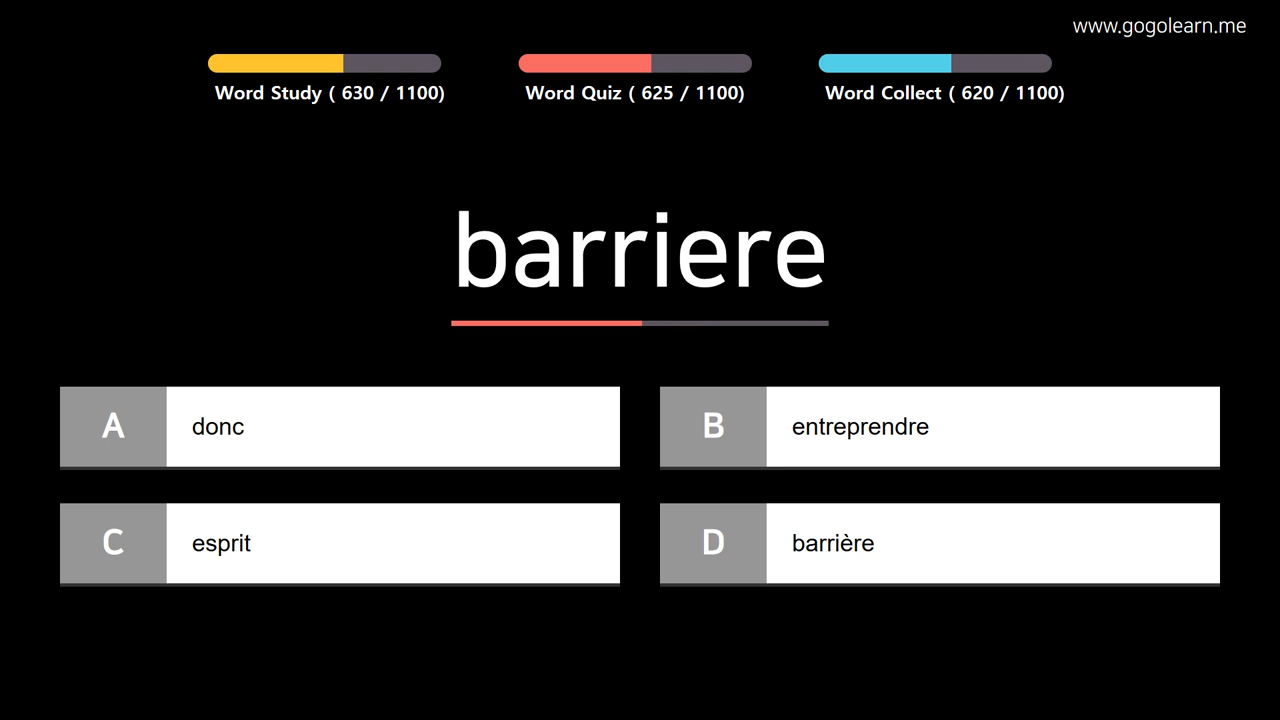 www.gogolearn.me
Word Study ( 630 / 1100)
Word Quiz ( 625 / 1100)
Word Collect ( 620 / 1100)
barriere
A donc
B entreprendre
C esprit
D barrière